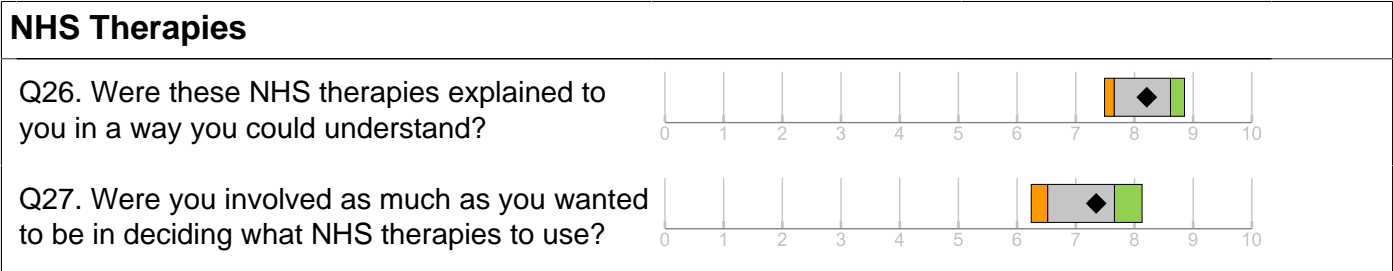 NHS Therapies
Q26. Were these NHS therapies explained to
you in a way you could understand?
0 1 2 3 4 5 6 7 8 9 10
Q27. Were you involved as much as you wanted
to be in deciding what NHS therapies to use?
0 1 2 3 4 5 6 7 8 9 10